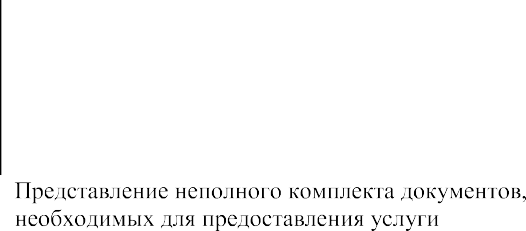 Представление неполного комплекта документов,
необходимых для предоставления услуги